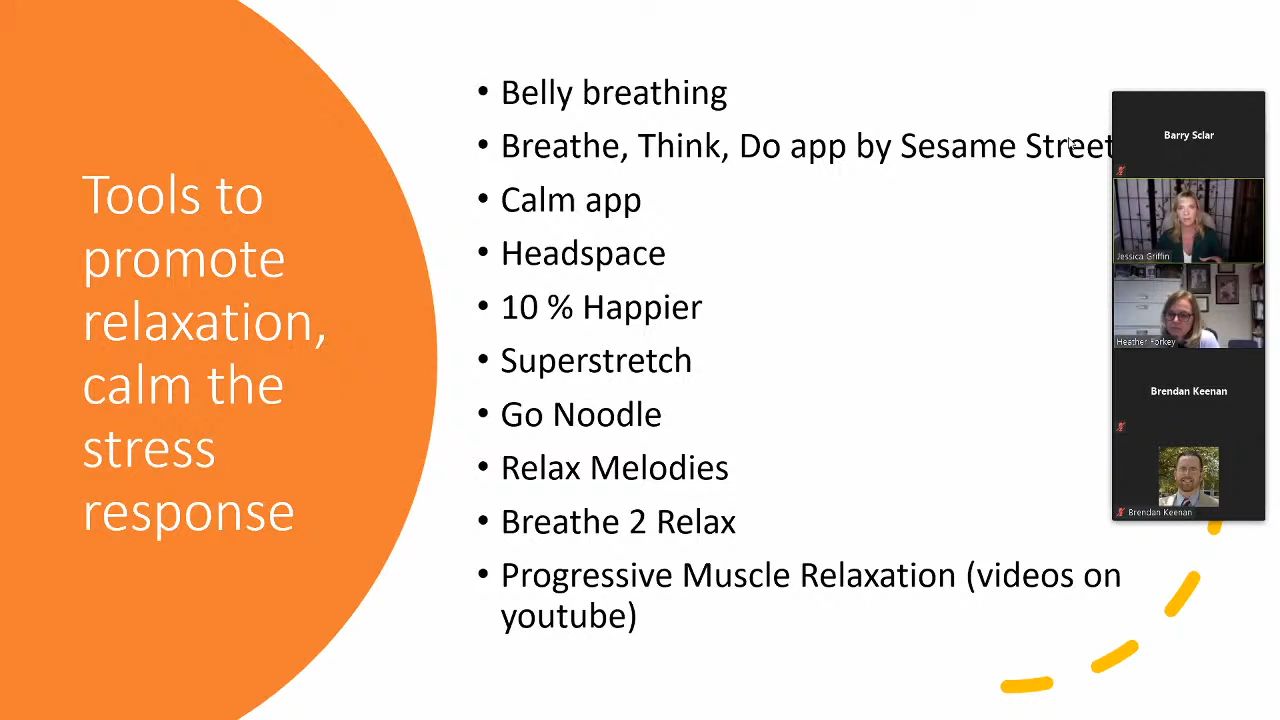 Tools to
promote
relaxation,
calm the
stress
response
• Belly breathing
• Breathe, Think, Do app by Sesame Street
• Calm app
• Headspace
• 10 % Happier
• Superstretch
• Go Noodle
• Relax Melodies
• Breathe 2 Relax
• Progressive Muscle Relaxation (videos on
youtube)
Barry Sclar
Jessica Griffin
Heather Forkey
Brendan Keenan
Brendan Keenan